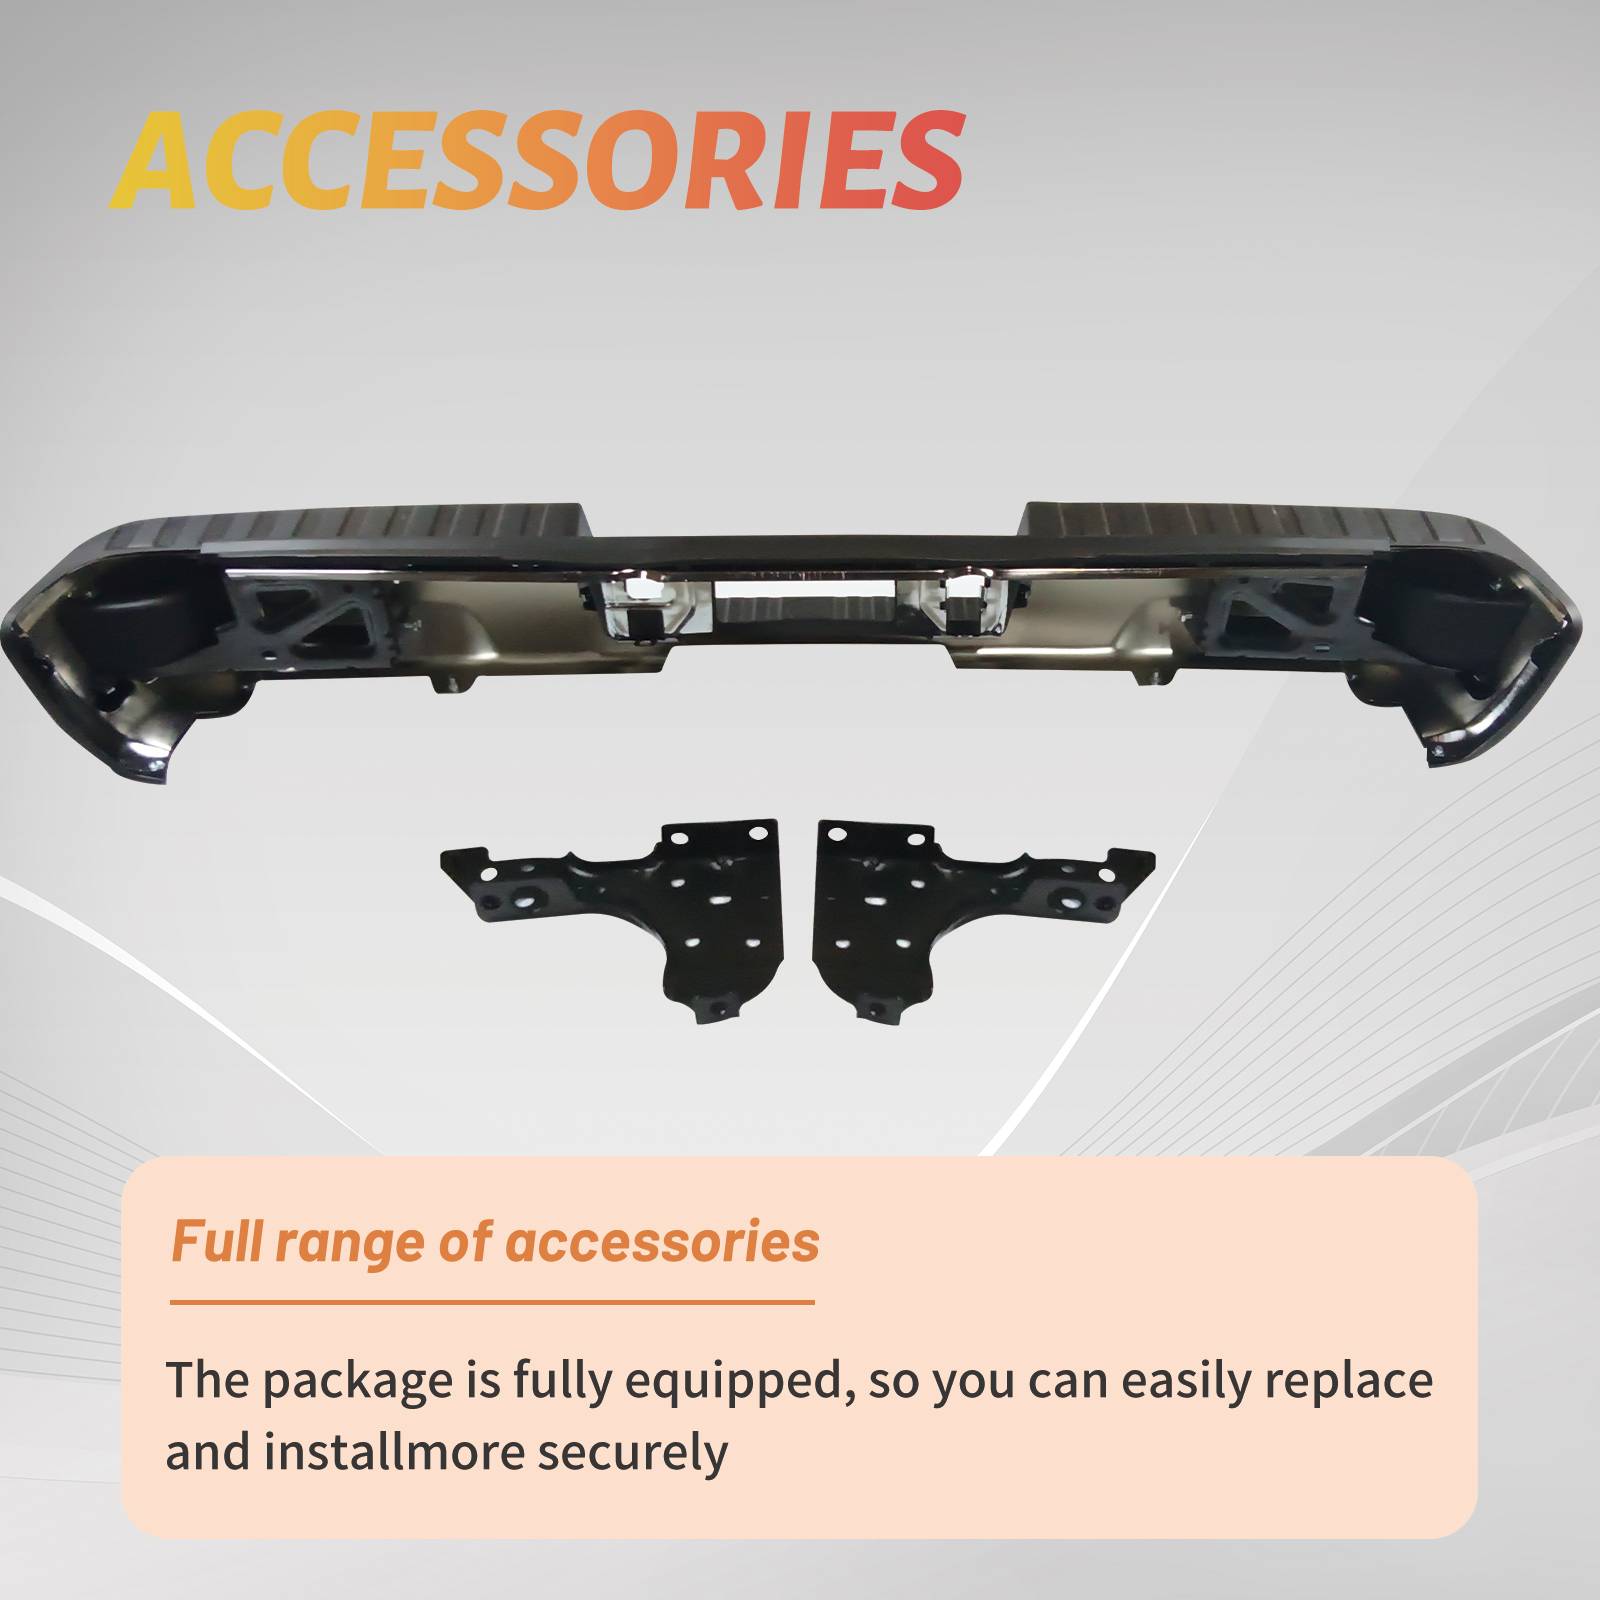 ACCESSORIES
Full range of accessories
The package is fully equipped, so you can easily replace
and installmore securely